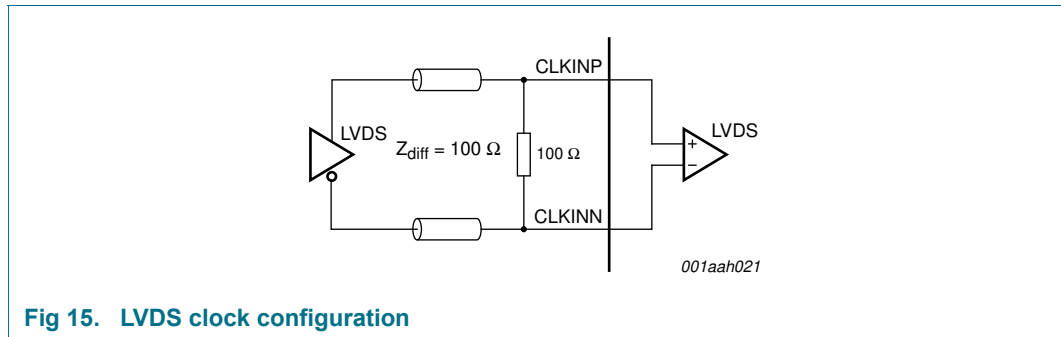 CLKINP
LVDS
LVDS
Z_diff = 100 Ω
100 Ω
+
−
CLKINN
001aah021
Fig 15. LVDS clock configuration